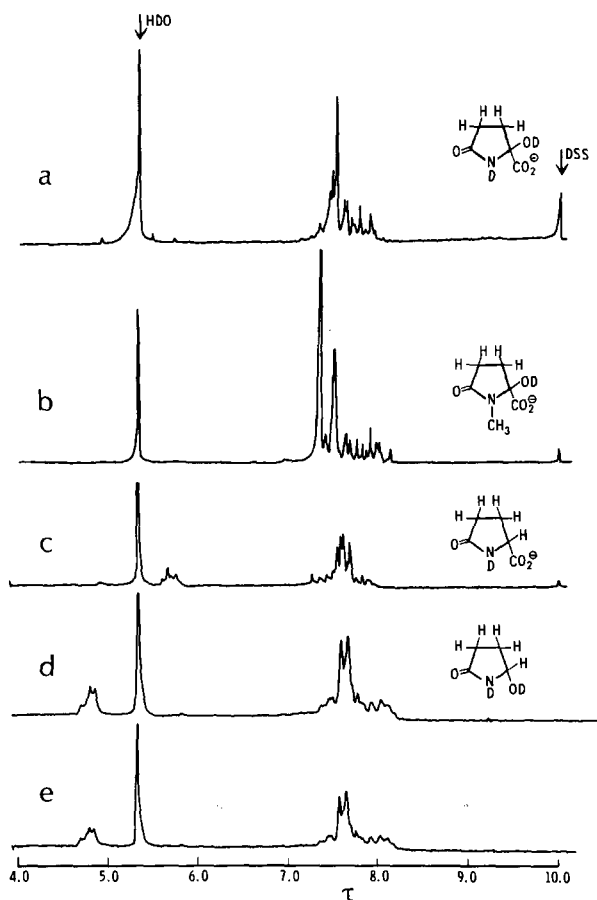 HDO
a
H H
H H
OD
O N CO₂⊖
D
DSS
b
H H
H H
OD
O N CO₂⊖
CH₃
c
H H
H H
H
O N CO₂⊖
D
d
H H
H H
H
O N OD
D
e
4.0 5.0 6.0 7.0 8.0 9.0 10.0
τ